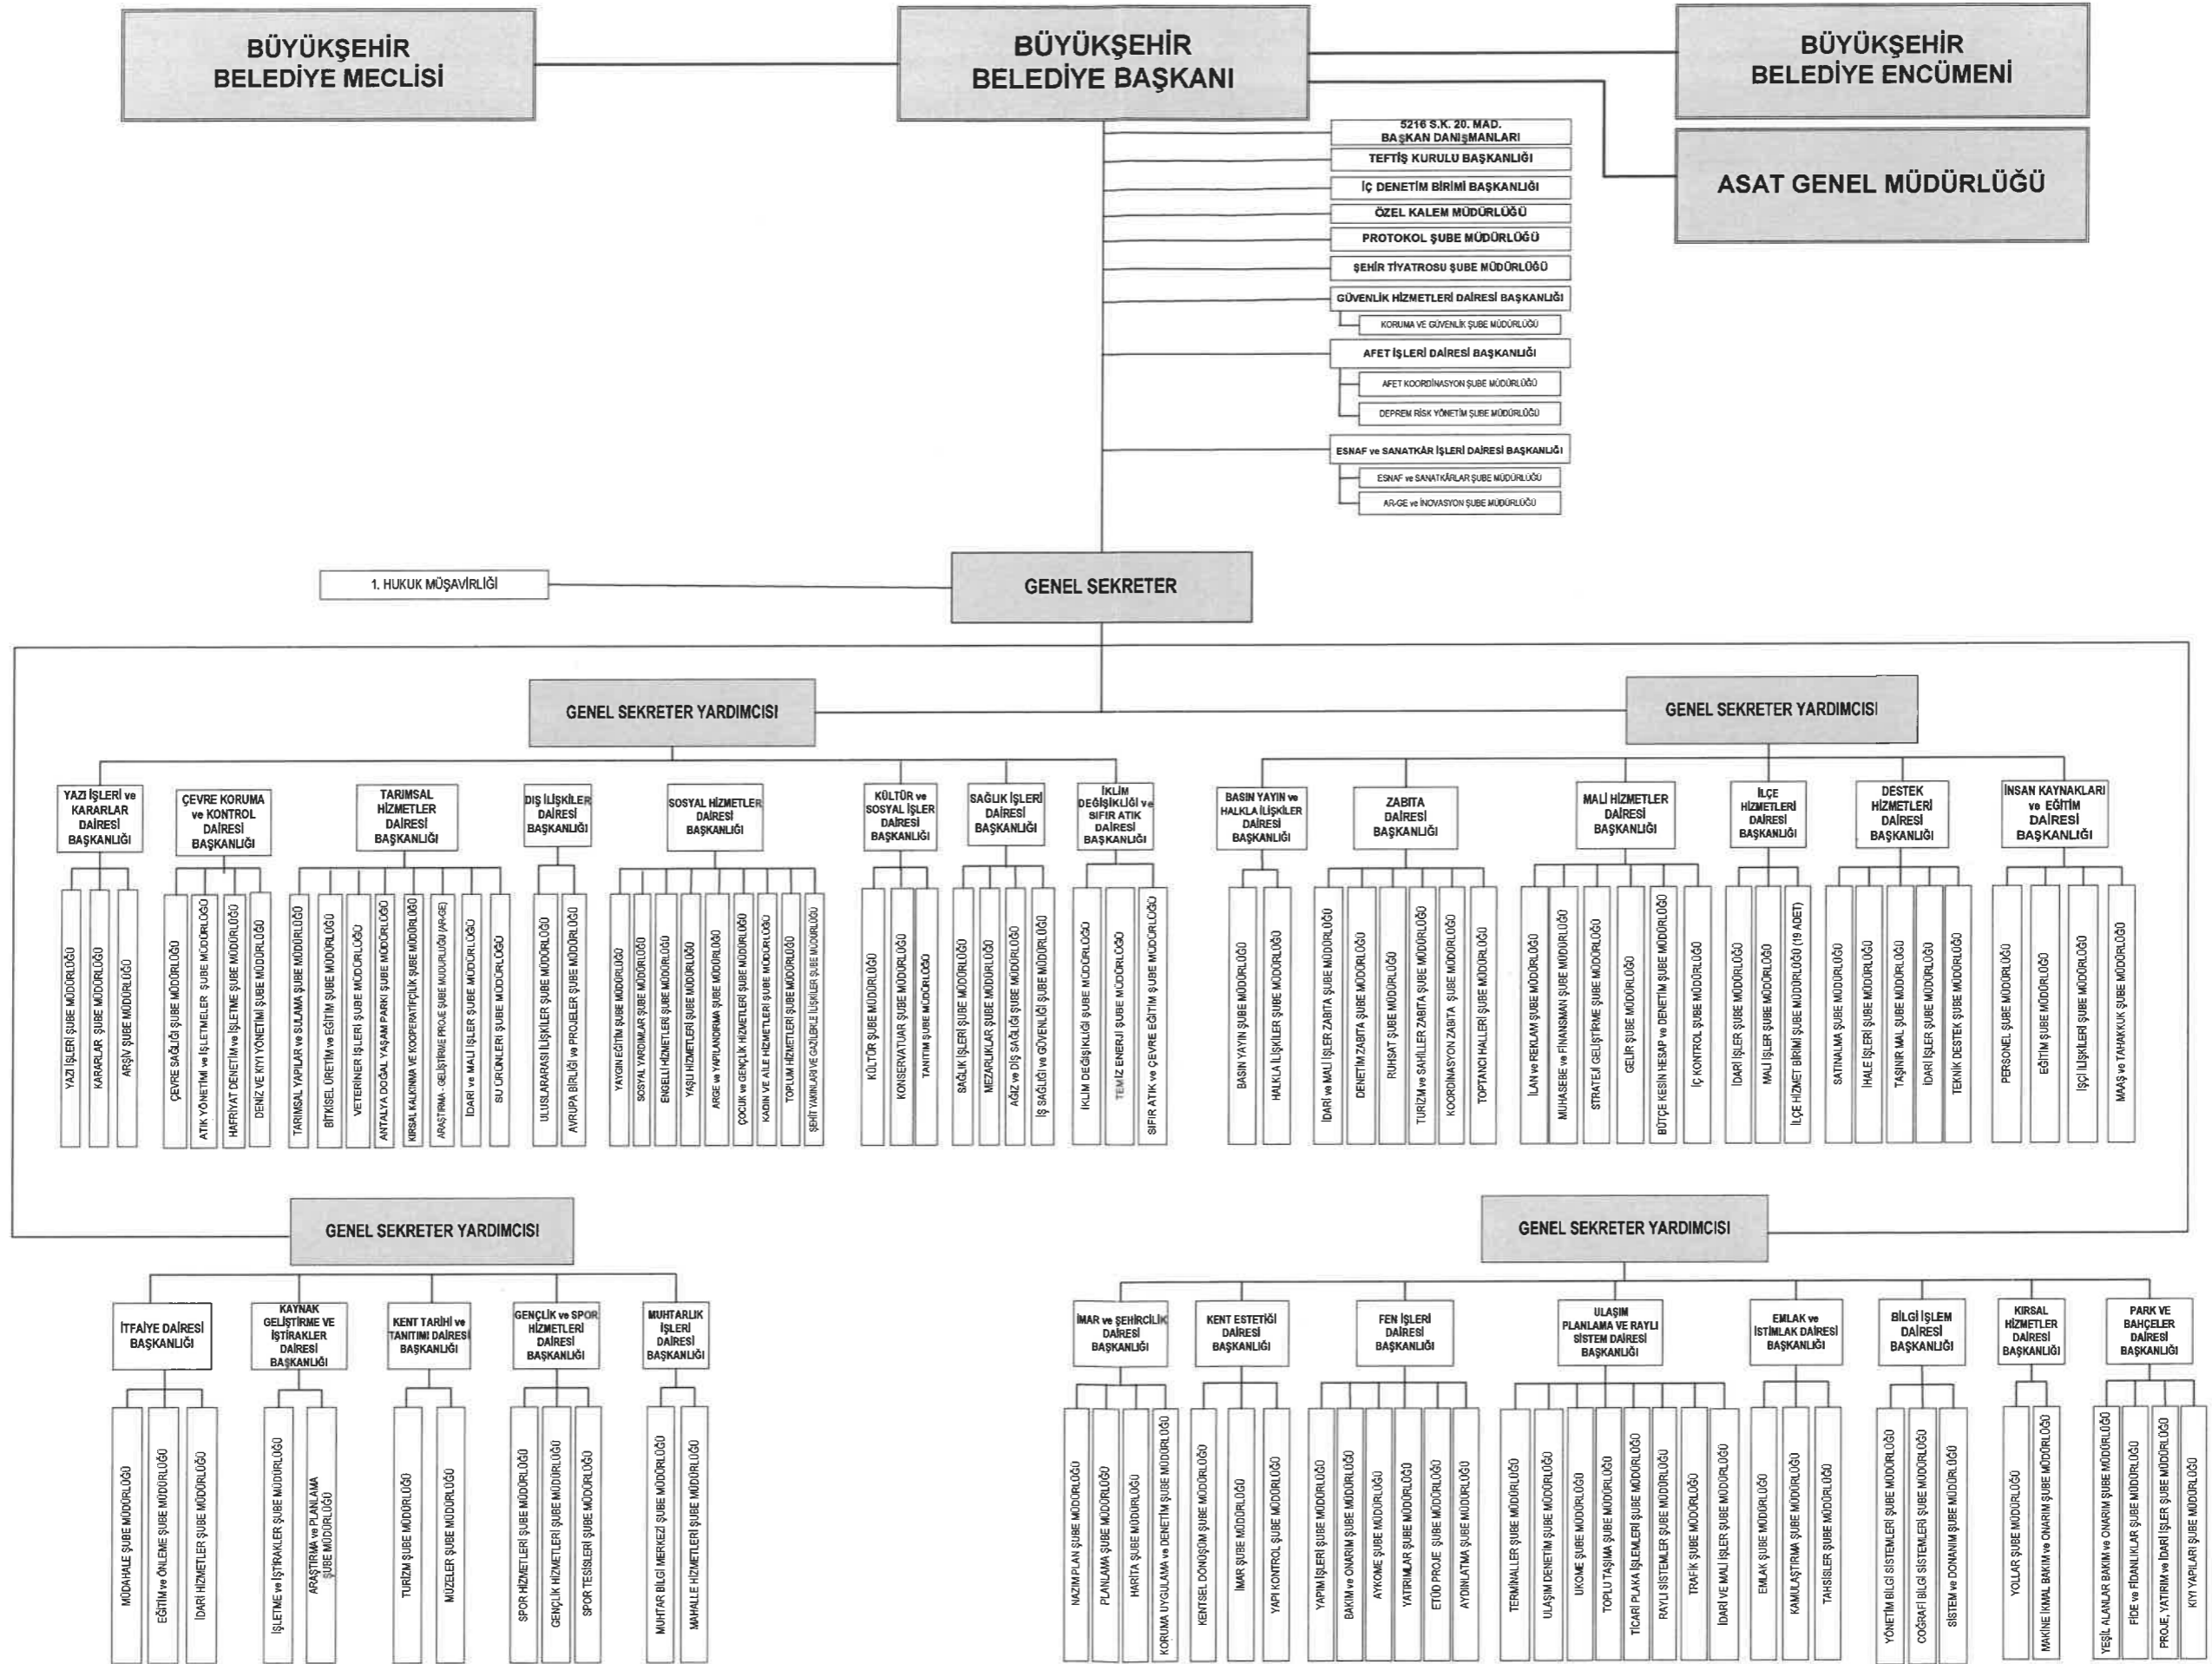 BÜYÜKŞEHİR
BELEDİYE MECLİSİ
BÜYÜKŞEHİR
BELEDİYE BAŞKANI
BÜYÜKŞEHİR
BELEDİYE ENCÜMENİ
ASAT GENEL MÜDÜRLÜĞÜ
5216 S.K. 20. MAD.
BAŞKAN DANIŞMANLARI
TEFTİŞ KURULU BAŞKANLIĞI
İÇ DENETİM BİRİMİ BAŞKANLIĞI
ÖZEL KALEM MÜDÜRLÜĞÜ
PROTOKOL ŞUBE MÜDÜRLÜĞÜ
ŞEHİR TİYATROSU ŞUBE MÜDÜRLÜĞÜ
GÜVENLİK HİZMETLERİ DAİRESİ BAŞKANLIĞI
KORUMA VE GÜVENLİK ŞUBE MÜDÜRLÜĞÜ
AFET İŞLERİ DAİRESİ BAŞKANLIĞI
AFET KOORDİNASYON ŞUBE MÜDÜRLÜĞÜ
DEPREM RİSK YÖNETİM ŞUBE MÜDÜRLÜĞÜ
ESNAF ve SANATKÂR İŞLERİ DAİRESİ BAŞKANLIĞI
ESNAF ve SANATKÂRLAR ŞUBE MÜDÜRLÜĞÜ
AR-GE ve İNOVASYON ŞUBE MÜDÜRLÜĞÜ
1. HUKUK MÜŞAVİRLİĞİ
GENEL SEKRETER
GENEL SEKRETER YARDIMCISI
GENEL SEKRETER YARDIMCISI
YAZI İŞLERİ ve
KARARLAR
DAİRESİ
BAŞKANLIĞI
ÇEVRE KORUMA
ve KONTROL
DAİRESİ
BAŞKANLIĞI
TARIMSAL
HİZMETLER
DAİRESİ
BAŞKANLIĞI
DIŞ İLİŞKİLER
DAİRESİ
BAŞKANLIĞI
SOSYAL HİZMETLER
DAİRESİ
BAŞKANLIĞI
KÜLTÜR ve
SOSYAL İŞLER
DAİRESİ
BAŞKANLIĞI
SAĞLIK İŞLERİ
DAİRESİ
BAŞKANLIĞI
İKLİM
DEĞİŞİKLİĞİ ve
SIFIR ATIK
DAİRESİ
BAŞKANLIĞI
BASIN YAYIN ve
HALKLA İLİŞKİLER
DAİRESİ
BAŞKANLIĞI
ZABITA
DAİRESİ
BAŞKANLIĞI
MALİ HİZMETLER
DAİRESİ
BAŞKANLIĞI
İLÇE
HİZMETLERİ
DAİRESİ
BAŞKANLIĞI
DESTEK
HİZMETLERİ
DAİRESİ
BAŞKANLIĞI
İNSAN KAYNAKLARI
ve EĞİTİM
DAİRESİ
BAŞKANLIĞI
YAZI İŞLERİ ŞUBE MÜDÜRLÜĞÜ
KARARLAR ŞUBE MÜDÜRLÜĞÜ
ARŞİV ŞUBE MÜDÜRLÜĞÜ
ÇEVRE SAĞLIĞI ŞUBE MÜDÜRLÜĞÜ
ATIK YÖNETİMİ ve İŞLETMELER ŞUBE MÜDÜRLÜĞÜ
HAFRİYAT DENETİM ve İŞLETME ŞUBE MÜDÜRLÜĞÜ
DENİZ VE KIYI YÖNETİMİ ŞUBE MÜDÜRLÜĞÜ
TARIMSAL YAPILAR ve SULAMA ŞUBE MÜDÜRLÜĞÜ
BİTKİSEL ÜRETİM ve EĞİTİM ŞUBE MÜDÜRLÜĞÜ
VETERİNER İŞLERİ ŞUBE MÜDÜRLÜĞÜ
ANTALYA DOĞAL YAŞAM PARKI ŞUBE MÜDÜRLÜĞÜ
KIRSAL KALKINMA VE KOOPERATİFÇİLİK ŞUBE MÜDÜRLÜĞÜ
ARAŞTIRMA - GELİŞTİRME PROJE ŞUBE MÜDÜRLÜĞÜ (AR-GE)
İDARİ ve MALİ İŞLER ŞUBE MÜDÜRLÜĞÜ
SU ÜRÜNLERİ ŞUBE MÜDÜRLÜĞÜ
ULUSLARARASI İLİŞKİLER ŞUBE MÜDÜRLÜĞÜ
AVRUPA BİRLİĞİ ve PROJELER ŞUBE MÜDÜRLÜĞÜ
YAYGIN EĞİTİM ŞUBE MÜDÜRLÜĞÜ
SOSYAL YARDIMLAR ŞUBE MÜDÜRLÜĞÜ
ENGELLİ HİZMETLERİ ŞUBE MÜDÜRLÜĞÜ
YAŞLI HİZMETLERİ ŞUBE MÜDÜRLÜĞÜ
ARGE ve YAPILANDIRMA ŞUBE MÜDÜRLÜĞÜ
ÇOCUK ve GENÇLİK HİZMETLERİ ŞUBE MÜDÜRLÜĞÜ
KADIN VE AİLE HİZMETLERİ ŞUBE MÜDÜRLÜĞÜ
TOPLUM HİZMETLERİ ŞUBE MÜDÜRLÜĞÜ
ŞEHİT YAKINLARI VE GAZİLERLE İLİŞKİLER ŞUBE MÜDÜRLÜĞÜ
KÜLTÜR ŞUBE MÜDÜRLÜĞÜ
KONSERVATUAR ŞUBE MÜDÜRLÜĞÜ
TANITIM ŞUBE MÜDÜRLÜĞÜ
SAĞLIK İŞLERİ ŞUBE MÜDÜRLÜĞÜ
MEZARLIKLAR ŞUBE MÜDÜRLÜĞÜ
AĞIZ ve DİŞ SAĞLIĞI ŞUBE MÜDÜRLÜĞÜ
İŞ SAĞLIĞI ve GÜVENLİĞİ ŞUBE MÜDÜRLÜĞÜ
İKLİM DEĞİŞİKLİĞİ ŞUBE MÜDÜRLÜĞÜ
TEMİZ ENERJİ ŞUBE MÜDÜRLÜĞÜ
SIFIR ATIK ve ÇEVRE EĞİTİM ŞUBE MÜDÜRLÜĞÜ
BASIN YAYIN ŞUBE MÜDÜRLÜĞÜ
HALKLA İLİŞKİLER ŞUBE MÜDÜRLÜĞÜ
İDARİ ve MALİ İŞLER ZABITA ŞUBE MÜDÜRLÜĞÜ
DENETİM ZABITA ŞUBE MÜDÜRLÜĞÜ
RUHSAT ŞUBE MÜDÜRLÜĞÜ
TURİZM ve SAHİLLER ZABITA ŞUBE MÜDÜRLÜĞÜ
KOORDİNASYON ZABITA ŞUBE MÜDÜRLÜĞÜ
TOPTANCI HALLERİ ŞUBE MÜDÜRLÜĞÜ
İLAN ve REKLAM ŞUBE MÜDÜRLÜĞÜ
MUHASEBE ve FİNANSMAN ŞUBE MÜDÜRLÜĞÜ
STRATEJİ GELİŞTİRME ŞUBE MÜDÜRLÜĞÜ
GELİR ŞUBE MÜDÜRLÜĞÜ
BÜTÇE KESİN HESAP ve DENETİM ŞUBE MÜDÜRLÜĞÜ
İÇ KONTROL ŞUBE MÜDÜRLÜĞÜ
İDARİ İŞLER ŞUBE MÜDÜRLÜĞÜ
MALİ İŞLER ŞUBE MÜDÜRLÜĞÜ
İLÇE HİZMET BİRİMİ ŞUBE MÜDÜRLÜĞÜ (19 ADET)
SATINALMA ŞUBE MÜDÜRLÜĞÜ
İHALE İŞLERİ ŞUBE MÜDÜRLÜĞÜ
TAŞINIR MAL ŞUBE MÜDÜRLÜĞÜ
İDARİ İŞLER ŞUBE MÜDÜRLÜĞÜ
TEKNİK DESTEK ŞUBE MÜDÜRLÜĞÜ
PERSONEL ŞUBE MÜDÜRLÜĞÜ
EĞİTİM ŞUBE MÜDÜRLÜĞÜ
İŞÇİ İLİŞKİLERİ ŞUBE MÜDÜRLÜĞÜ
MAAŞ ve TAHAKKUK ŞUBE MÜDÜRLÜĞÜ
GENEL SEKRETER YARDIMCISI
GENEL SEKRETER YARDIMCISI
İTFAİYE DAİRESİ
BAŞKANLIĞI
KAYNAK
GELİŞTİRME VE
İŞTİRAKLER
DAİRESİ
BAŞKANLIĞI
KENT TARİHİ ve
TANITIMI DAİRESİ
BAŞKANLIĞI
GENÇLİK ve SPOR
HİZMETLERİ
DAİRESİ
BAŞKANLIĞI
MUHTARLIK
İŞLERİ
DAİRESİ
BAŞKANLIĞI
İMAR ve ŞEHİRCİLİK
DAİRESİ
BAŞKANLIĞI
KENT ESTETİĞİ
DAİRESİ
BAŞKANLIĞI
FEN İŞLERİ
DAİRESİ
BAŞKANLIĞI
ULAŞIM
PLANLAMA VE RAYLI
SİSTEM DAİRESİ
BAŞKANLIĞI
EMLAK ve
İSTİMLAK DAİRESİ
BAŞKANLIĞI
BİLGİ İŞLEM
DAİRESİ
BAŞKANLIĞI
KIRSAL
HİZMETLER
DAİRESİ
BAŞKANLIĞI
PARK VE
BAHÇELER
DAİRESİ
BAŞKANLIĞI
MÜDAHALE ŞUBE MÜDÜRLÜĞÜ
EĞİTİM ve ÖNLEME ŞUBE MÜDÜRLÜĞÜ
İDARİ HİZMETLER ŞUBE MÜDÜRLÜĞÜ
İŞLETME ve İŞTİRAKLER ŞUBE MÜDÜRLÜĞÜ
ARAŞTIRMA ve PLANLAMA
ŞUBE MÜDÜRLÜĞÜ
TURİZM ŞUBE MÜDÜRLÜĞÜ
MÜZELER ŞUBE MÜDÜRLÜĞÜ
SPOR HİZMETLERİ ŞUBE MÜDÜRLÜĞÜ
GENÇLİK HİZMETLERİ ŞUBE MÜDÜRLÜĞÜ
SPOR TESİSLERİ ŞUBE MÜDÜRLÜĞÜ
MUHTAR BİLGİ MERKEZİ ŞUBE MÜDÜRLÜĞÜ
MAHALLE HİZMETLERİ ŞUBE MÜDÜRLÜĞÜ
NAZIM PLAN ŞUBE MÜDÜRLÜĞÜ
PLANLAMA ŞUBE MÜDÜRLÜĞÜ
HARİTA ŞUBE MÜDÜRLÜĞÜ
KORUMA UYGULAMA ve DENETİM ŞUBE MÜDÜRLÜĞÜ
KENTSEL DÖNÜŞÜM ŞUBE MÜDÜRLÜĞÜ
İMAR ŞUBE MÜDÜRLÜĞÜ
YAPI KONTROL ŞUBE MÜDÜRLÜĞÜ
YAPIM İŞLERİ ŞUBE MÜDÜRLÜĞÜ
BAKIM ve ONARIM ŞUBE MÜDÜRLÜĞÜ
AYKOME ŞUBE MÜDÜRLÜĞÜ
YATIRIMLAR ŞUBE MÜDÜRLÜĞÜ
ETÜD PROJE ŞUBE MÜDÜRLÜĞÜ
AYDINLATMA ŞUBE MÜDÜRLÜĞÜ
TERMİNALLER ŞUBE MÜDÜRLÜĞÜ
ULAŞIM DENETİM ŞUBE MÜDÜRLÜĞÜ
UKOME ŞUBE MÜDÜRLÜĞÜ
TOPLU TAŞIMA ŞUBE MÜDÜRLÜĞÜ
TİCARİ PLAKA İŞLEMLERİ ŞUBE MÜDÜRLÜĞÜ
RAYLI SİSTEMLER ŞUBE MÜDÜRLÜĞÜ
TRAFİK ŞUBE MÜDÜRLÜĞÜ
İDARİ VE MALİ İŞLER ŞUBE MÜDÜRLÜĞÜ
EMLAK ŞUBE MÜDÜRLÜĞÜ
KAMULAŞTIRMA ŞUBE MÜDÜRLÜĞÜ
TAHSİSLER ŞUBE MÜDÜRLÜĞÜ
YÖNETİM BİLGİ SİSTEMLERİ ŞUBE MÜDÜRLÜĞÜ
COĞRAFİ BİLGİ SİSTEMLERİ ŞUBE MÜDÜRLÜĞÜ
SİSTEM ve DONANIM ŞUBE MÜDÜRLÜĞÜ
YOLLAR ŞUBE MÜDÜRLÜĞÜ
MAKİNE İKMAL BAKIM ve ONARIM ŞUBE MÜDÜRLÜĞÜ
YEŞİL ALANLAR BAKIM ve ONARIM ŞUBE MÜDÜRLÜĞÜ
FİDE ve FİDANLIKLAR ŞUBE MÜDÜRLÜĞÜ
PROJE, YATIRIM ve İDARİ İŞLER ŞUBE MÜDÜRLÜĞÜ
KIYI YAPILARI ŞUBE MÜDÜRLÜĞÜ